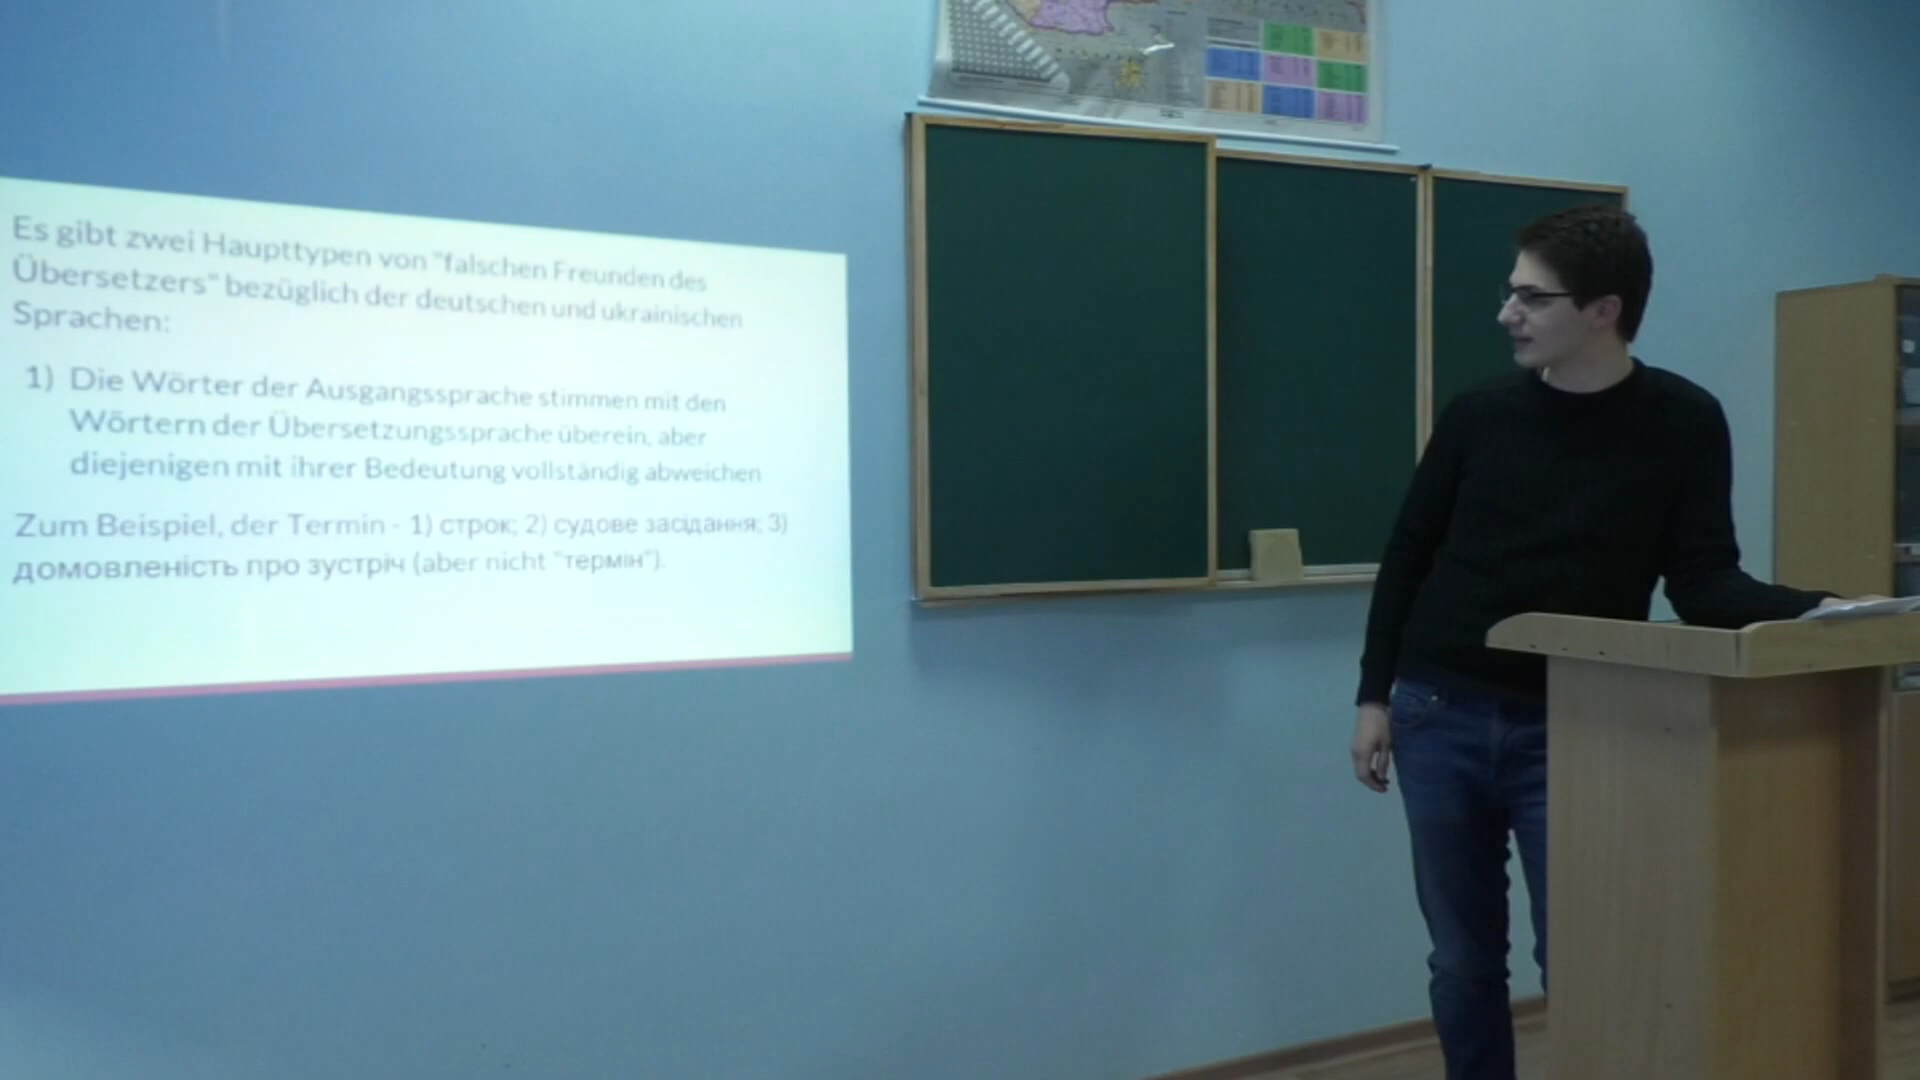 Es gibt zwei Haupttypen von "falschen Freunden des
Übersetzers" bezüglich der deutschen und ukrainischen
Sprachen:
1) Die Wörter der Ausgangssprache stimmen mit den
Wörtern der Übersetzungssprache überein, aber
diejenigen mit ihrer Bedeutung vollständig abweichen
Zum Beispiel, der Termin - 1) строк; 2) судове засідання; 3)
домовленість про зустріч (aber nicht "термін").